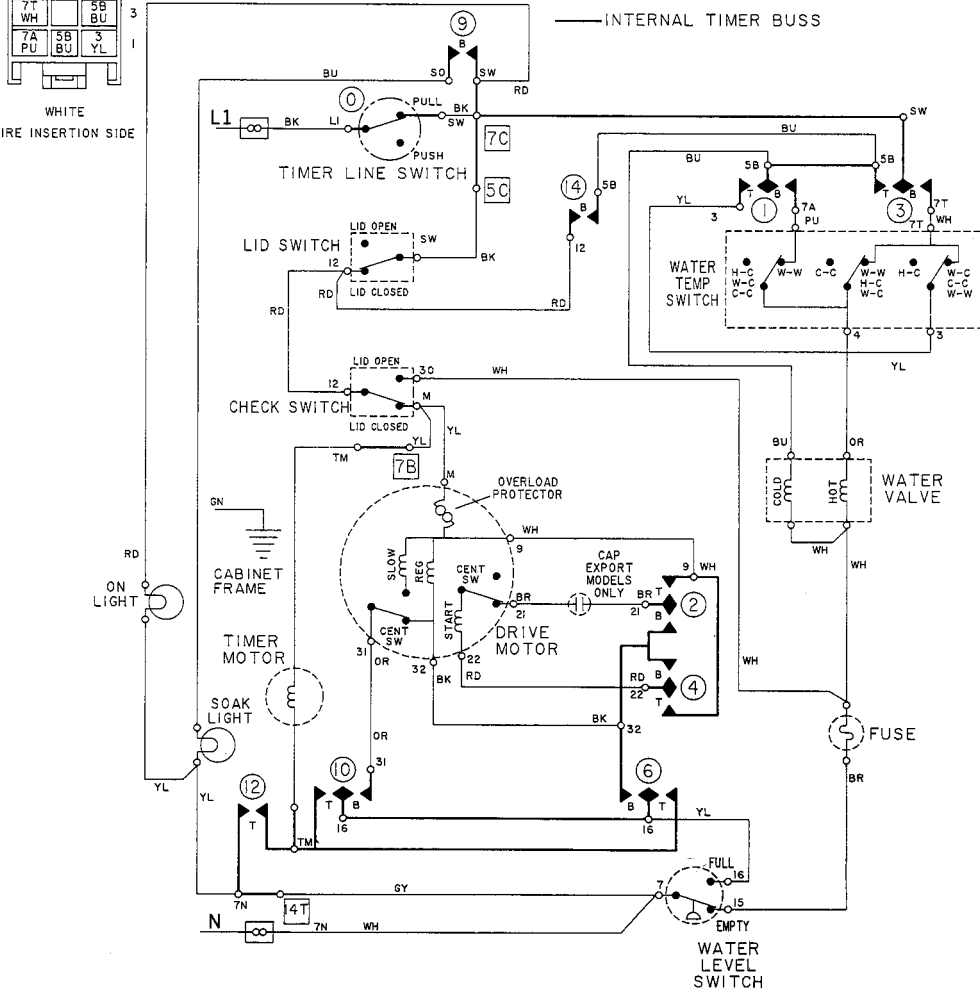 7T 5B 3
WH BU
7A 5B 3 1
PU BU YL
WHITE
IRE INSERTION SIDE
INTERNAL TIMER BUSS
9
B
BU SO SW RD
0 PULL BK SW
L1 BK LI SW
PUSH
TIMER LINE SWITCH
7C
5C
BU
BU 5B 5B
14 B 5B
YL T B T B
3 1 7A 3 7T
PU WH
12 7T
LID OPEN
LID SWITCH SW
12 BK
RD LID CLOSED
RD RD
WATER
TEMP
SWITCH
H-C
W-C
C-C
W-W
C-C
W-W
H-C
W-C
H-C
W-C
C-C
W-W
4 3
YL
LID OPEN
30 WH
12
CHECK SWITCH M
LID CLOSED
YL YL
TM
7B
M
OVERLOAD
PROTECTOR
BU OR
COLD HOT
WATER
VALVE
WH
WH
GN
CABINET
FRAME
RD
ON
LIGHT
SLOW REG
CENT
SW
START
CENT
SW
WH
9
CAP
EXPORT
MODELS
ONLY
9 WH
BR
21
BR
21
T
B
2
DRIVE
MOTOR
31
OR
32
BK
22
RD
RD
22
B
T
4
WH
TIMER
MOTOR
SOAK
LIGHT
BK 32
OR
31
FUSE
BR
YL YL
12
T
10
T B
16
6
B T
16
YL
TM
FULL
16
7N 14T GY 7
15
EMPTY
N 7N WH
WATER
LEVEL
SWITCH